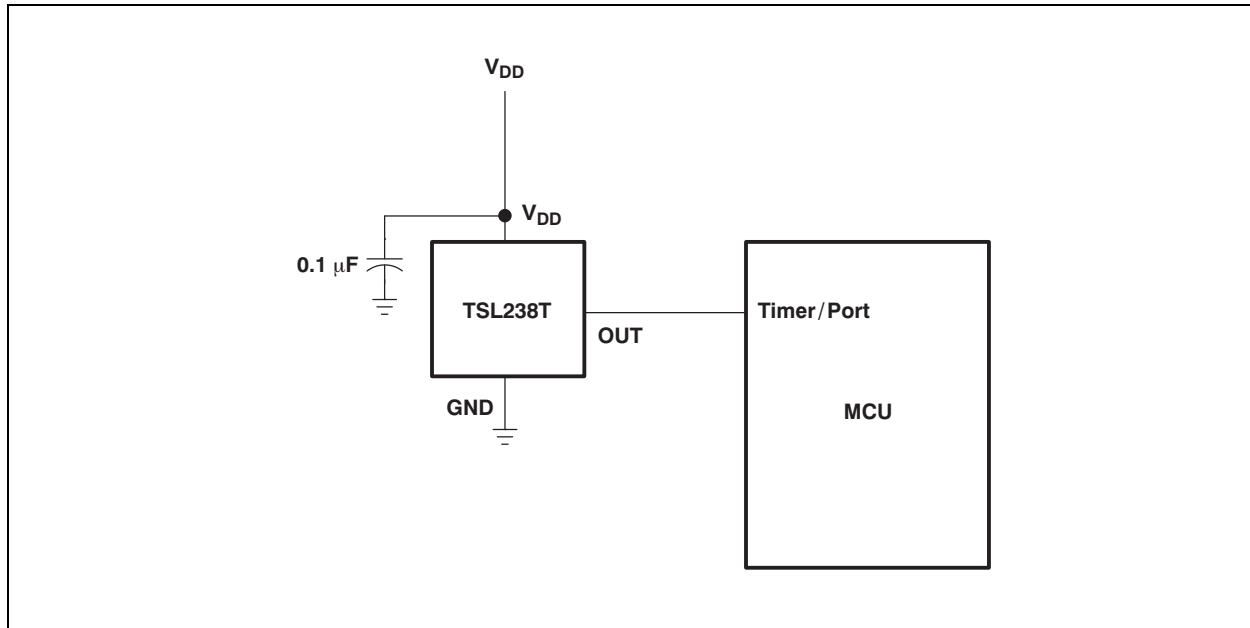 VDD
VDD
0.1 μF
TSL238T
OUT
GND
Timer/Port
MCU